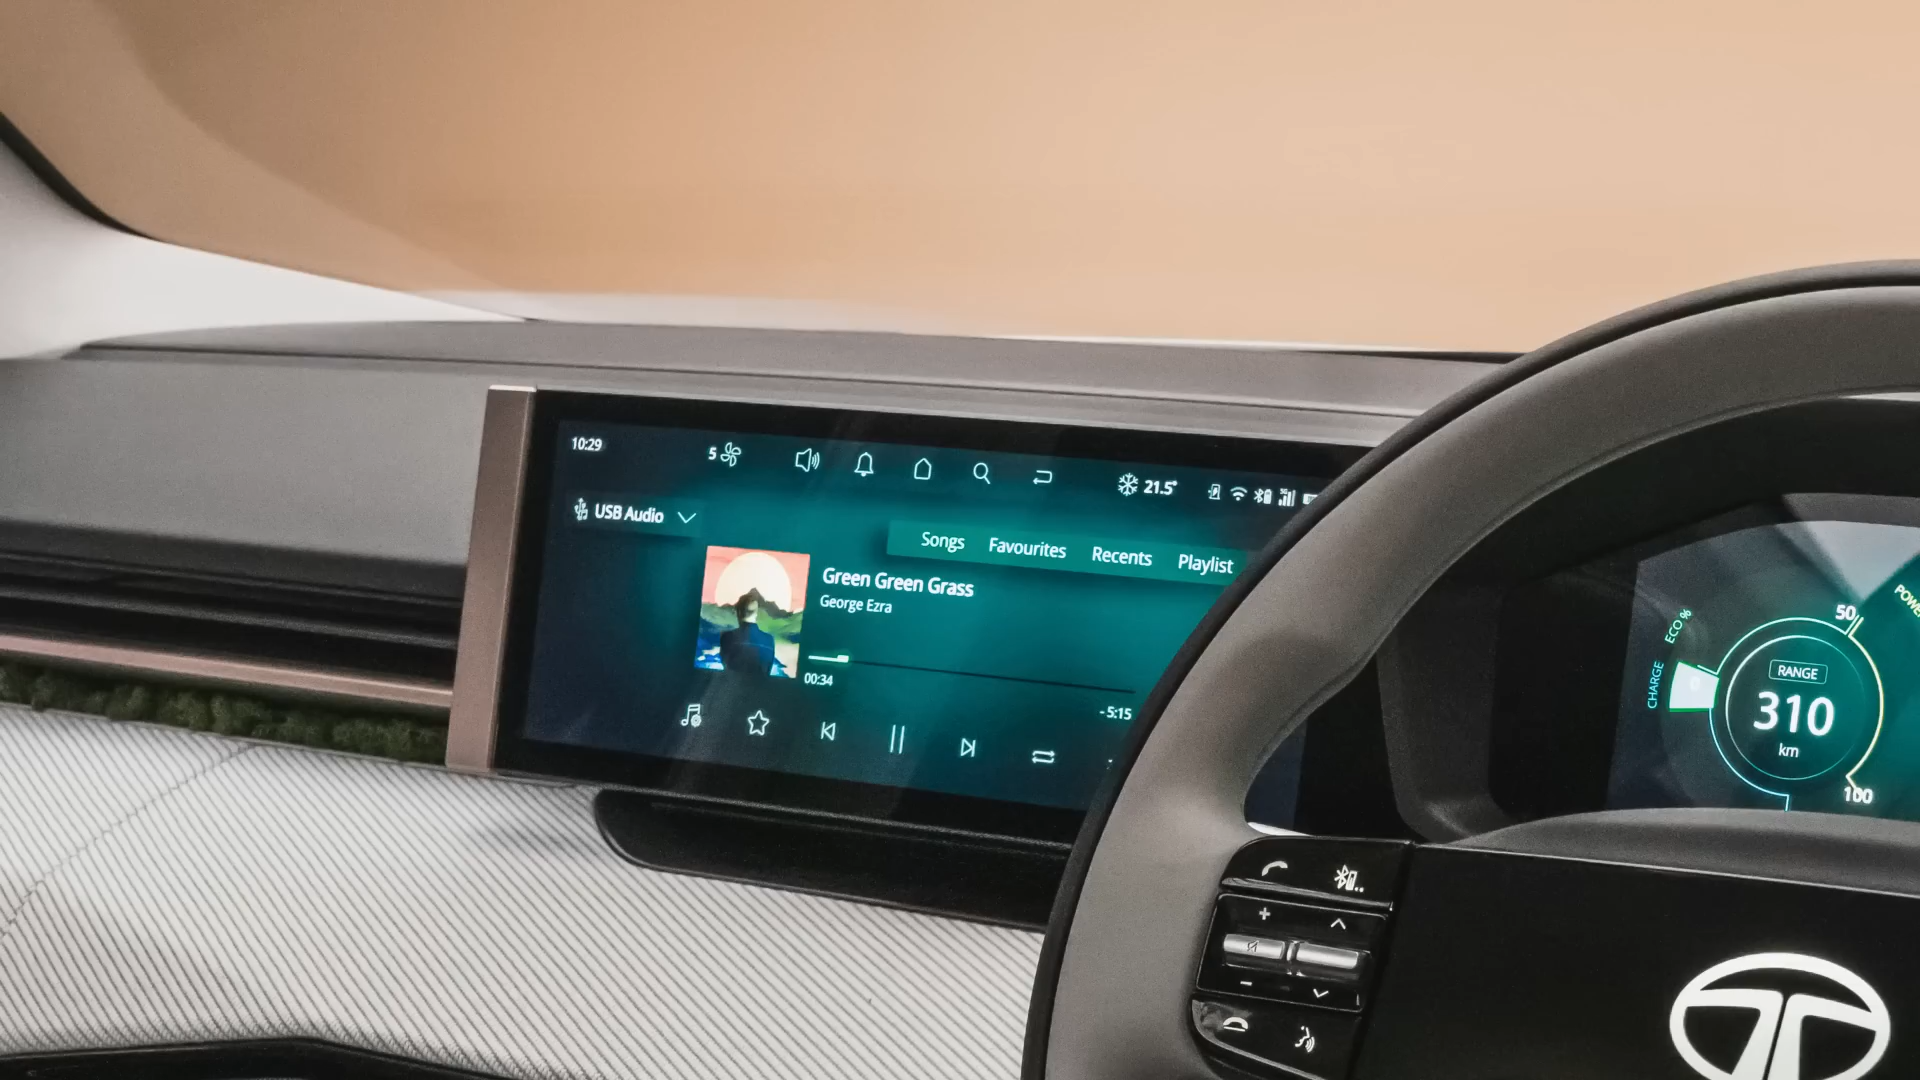 10:29
5
21.5°
USB Audio
Songs Favourites Recents Playlist
Green Green Grass
George Ezra
00:34
- 5:15
ECO %
CHARGE
0
50
RANGE
310
km
100